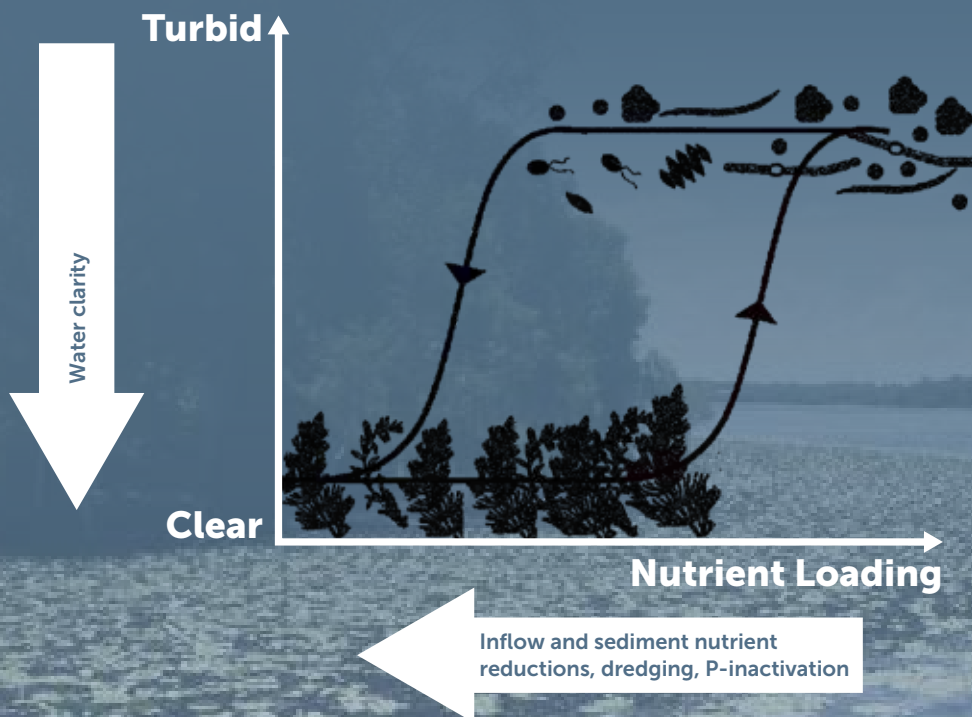 Turbid
Water clarity
Clear
Nutrient Loading
Inflow and sediment nutrient
reductions, dredging, P-inactivation